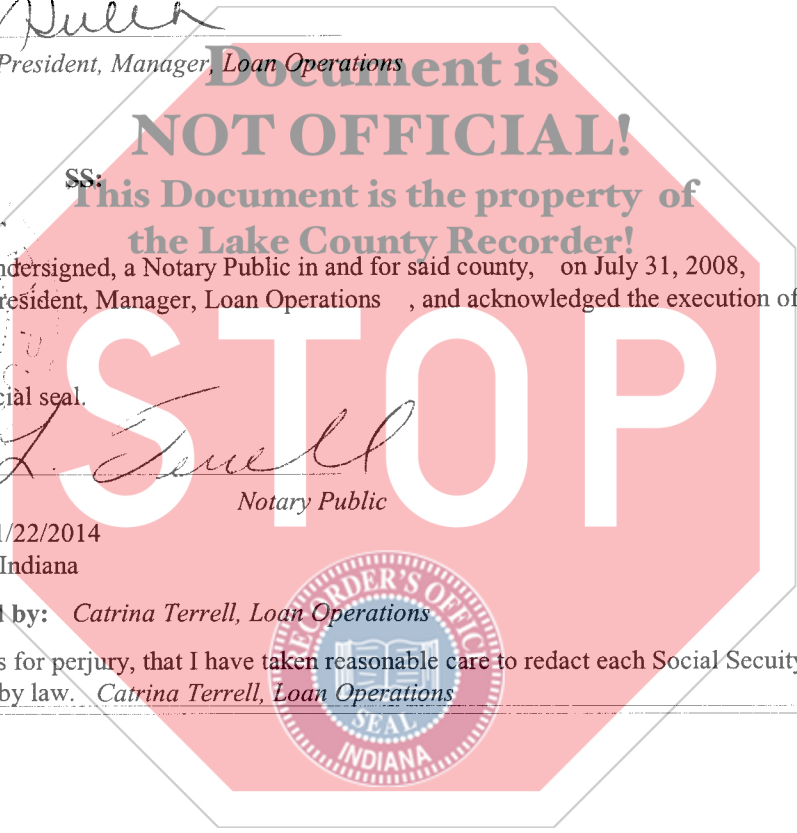 President, Manager, Loan Operations
Document is
NOT OFFICIAL!
SS:
This Document is the property of
the Lake County Recorder!
ndersigned, a Notary Public in and for said county, on July 31, 2008,
resident, Manager, Loan Operations , and acknowledged the execution of
STOP
cial seal.
L. Terrell
Notary Public
1/22/2014
Indiana
d by: Catrina Terrell, Loan Operations
s for perjury, that I have taken reasonable care to redact each Social Secuity
by law. Catrina Terrell, Loan Operations
RECORDER'S OFFICE
SEAL
INDIANA